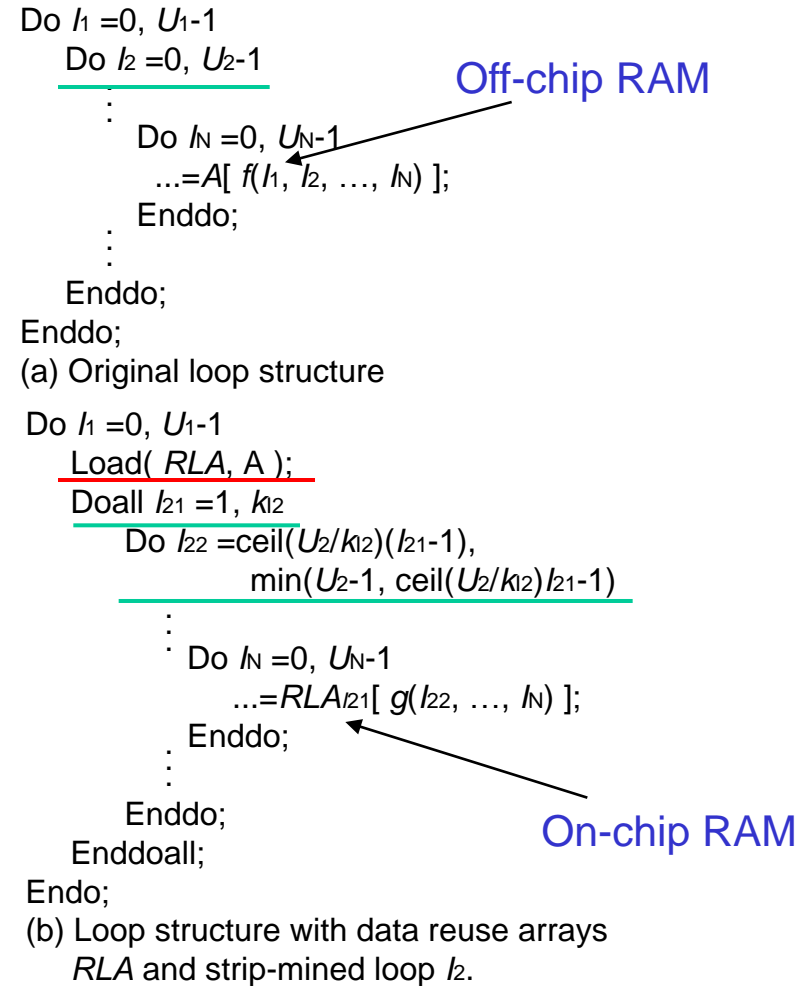 Do I1 =0, U1-1
Do I2 =0, U2-1
Off-chip RAM
:
Do IN =0, UN-1
...=A[ f(I1, I2, …, IN) ];
Enddo;
⋮
Enddo;
Enddo;
(a) Original loop structure
Do I1 =0, U1-1
Load( RLA, A );
Doall I21 =1, kI2
Do I22 =ceil(U2/kI2)(I21-1),
min(U2-1, ceil(U2/kI2)I21-1)
⋮
Do IN =0, UN-1
...=RLAI21[ g(I22, …, IN) ];
Enddo;
⋮
Enddo;
On-chip RAM
Enddoall;
Endo;
(b) Loop structure with data reuse arrays
RLA and strip-mined loop I2.